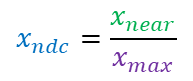 x_ndc = x_near / x_max